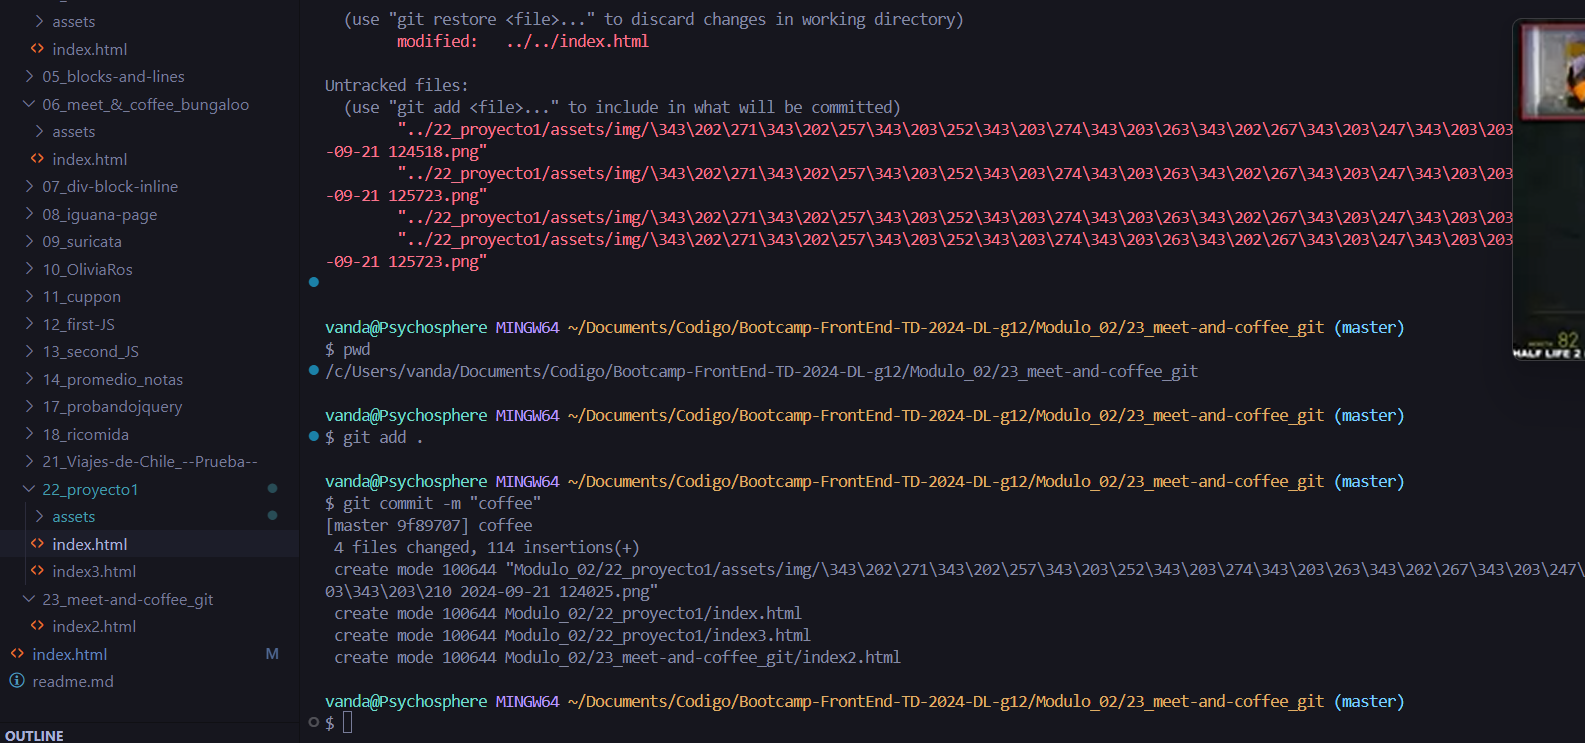 assets
index.html
05_blocks-and-lines
06_meet_&_coffee_bungaloo
assets
index.html
07_div-block-inline
08_iguana-page
09_suricata
10_OliviaRos
11_cuppon
12_first-JS
13_second_JS
14_promedio_notas
17_probandojquery
18_ricomida
21_Viajes-de-Chile_--Prueba--
22_proyecto1
assets
index.html
index3.html
23_meet-and-coffee_git
index2.html
index.html M
readme.md
OUTLINE
(use "git restore <file>..." to discard changes in working directory)
modified: ../../index.html
Untracked files:
(use "git add <file>..." to include in what will be committed)
"../22_proyecto1/assets/img/\343\202\271\343\202\257\343\203\252\343\203\274\343\203\263\343\202\267\343\203\247\343\203\203
-09-21 124518.png"
"../22_proyecto1/assets/img/\343\202\271\343\202\257\343\203\252\343\203\274\343\203\263\343\202\267\343\203\247\343\203\203
-09-21 125723.png"
"../22_proyecto1/assets/img/\343\202\271\343\202\257\343\203\252\343\203\274\343\203\263\343\202\267\343\203\247\343\203\203
"../22_proyecto1/assets/img/\343\202\271\343\202\257\343\203\252\343\203\274\343\203\263\343\202\267\343\203\247\343\203\203
-09-21 125723.png"
vanda@Psychosphere MINGW64 ~/Documents/Codigo/Bootcamp-FrontEnd-TD-2024-DL-g12/Modulo_02/23_meet-and-coffee_git (master)
$ pwd
/c/Users/vanda/Documents/Codigo/Bootcamp-FrontEnd-TD-2024-DL-g12/Modulo_02/23_meet-and-coffee_git
vanda@Psychosphere MINGW64 ~/Documents/Codigo/Bootcamp-FrontEnd-TD-2024-DL-g12/Modulo_02/23_meet-and-coffee_git (master)
$ git add .
vanda@Psychosphere MINGW64 ~/Documents/Codigo/Bootcamp-FrontEnd-TD-2024-DL-g12/Modulo_02/23_meet-and-coffee_git (master)
$ git commit -m "coffee"
[master 9f89707] coffee
4 files changed, 114 insertions(+)
create mode 100644 "Modulo_02/22_proyecto1/assets/img/\343\202\271\343\202\257\343\203\252\343\203\274\343\203\263\343\202\267\343\203\247
03\343\203\210 2024-09-21 124025.png"
create mode 100644 Modulo_02/22_proyecto1/index.html
create mode 100644 Modulo_02/22_proyecto1/index3.html
create mode 100644 Modulo_02/23_meet-and-coffee_git/index2.html
vanda@Psychosphere MINGW64 ~/Documents/Codigo/Bootcamp-FrontEnd-TD-2024-DL-g12/Modulo_02/23_meet-and-coffee_git (master)
$
82
HALF LIFE 2